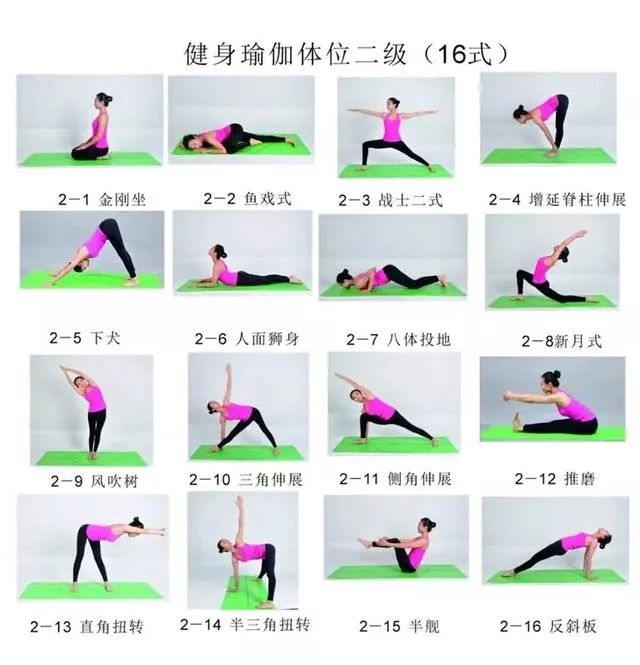 健身瑜伽体位二级（16式）
2-1 金刚坐
2-2 鱼戏式
2-3 战士二式
2-4 增延脊柱伸展
2-5 下犬
2-6 人面狮身
2-7 八体投地
2-8新月式
2-9 风吹树
2-10 三角伸展
2-11 侧角伸展
2-12 推磨
2-13 直角扭转
2-14 半三角扭转
2-15 半舰
2-16 反斜板